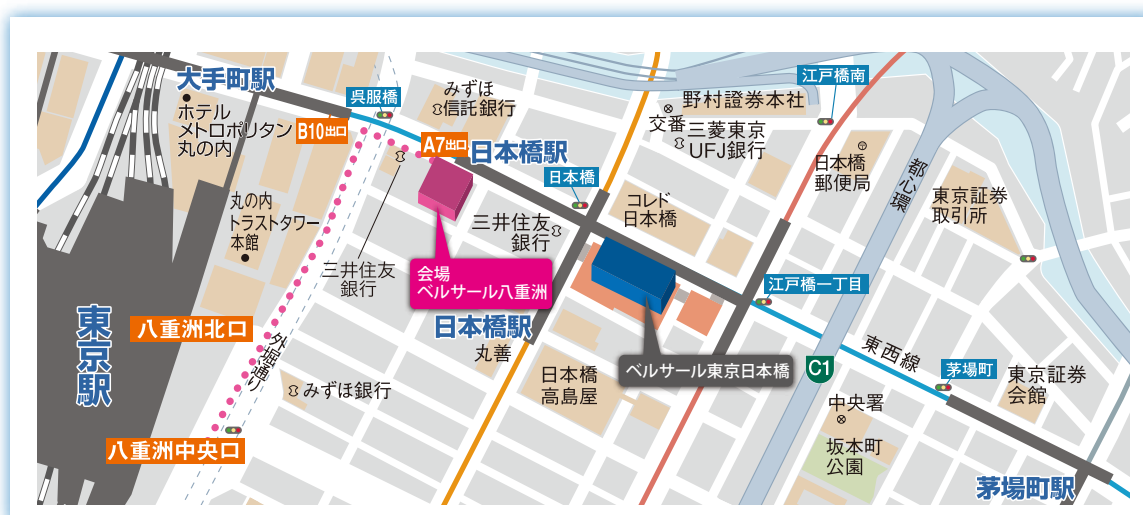 大手町駅
ホテル
メトロポリタン
丸の内
B10出口
呉服橋
みずほ
信託銀行
A7出口
日本橋駅
日本橋
野村證券本社
交番
三菱東京
UFJ銀行
江戸橋南
日本橋
郵便局
都心環
東京証券
取引所
丸の内
トラストタワー
本館
三井住友
銀行
会場
ベルサール八重洲
三井住友
銀行
コレド
日本橋
江戸橋一丁目
東京駅
八重洲北口
外堀通り
日本橋駅
丸善
ベルサール東京日本橋
C1
東西線
茅場町
東京証券
会館
みずほ銀行
日本橋
高島屋
中央署
坂本町
公園
八重洲中央口
茅場町駅